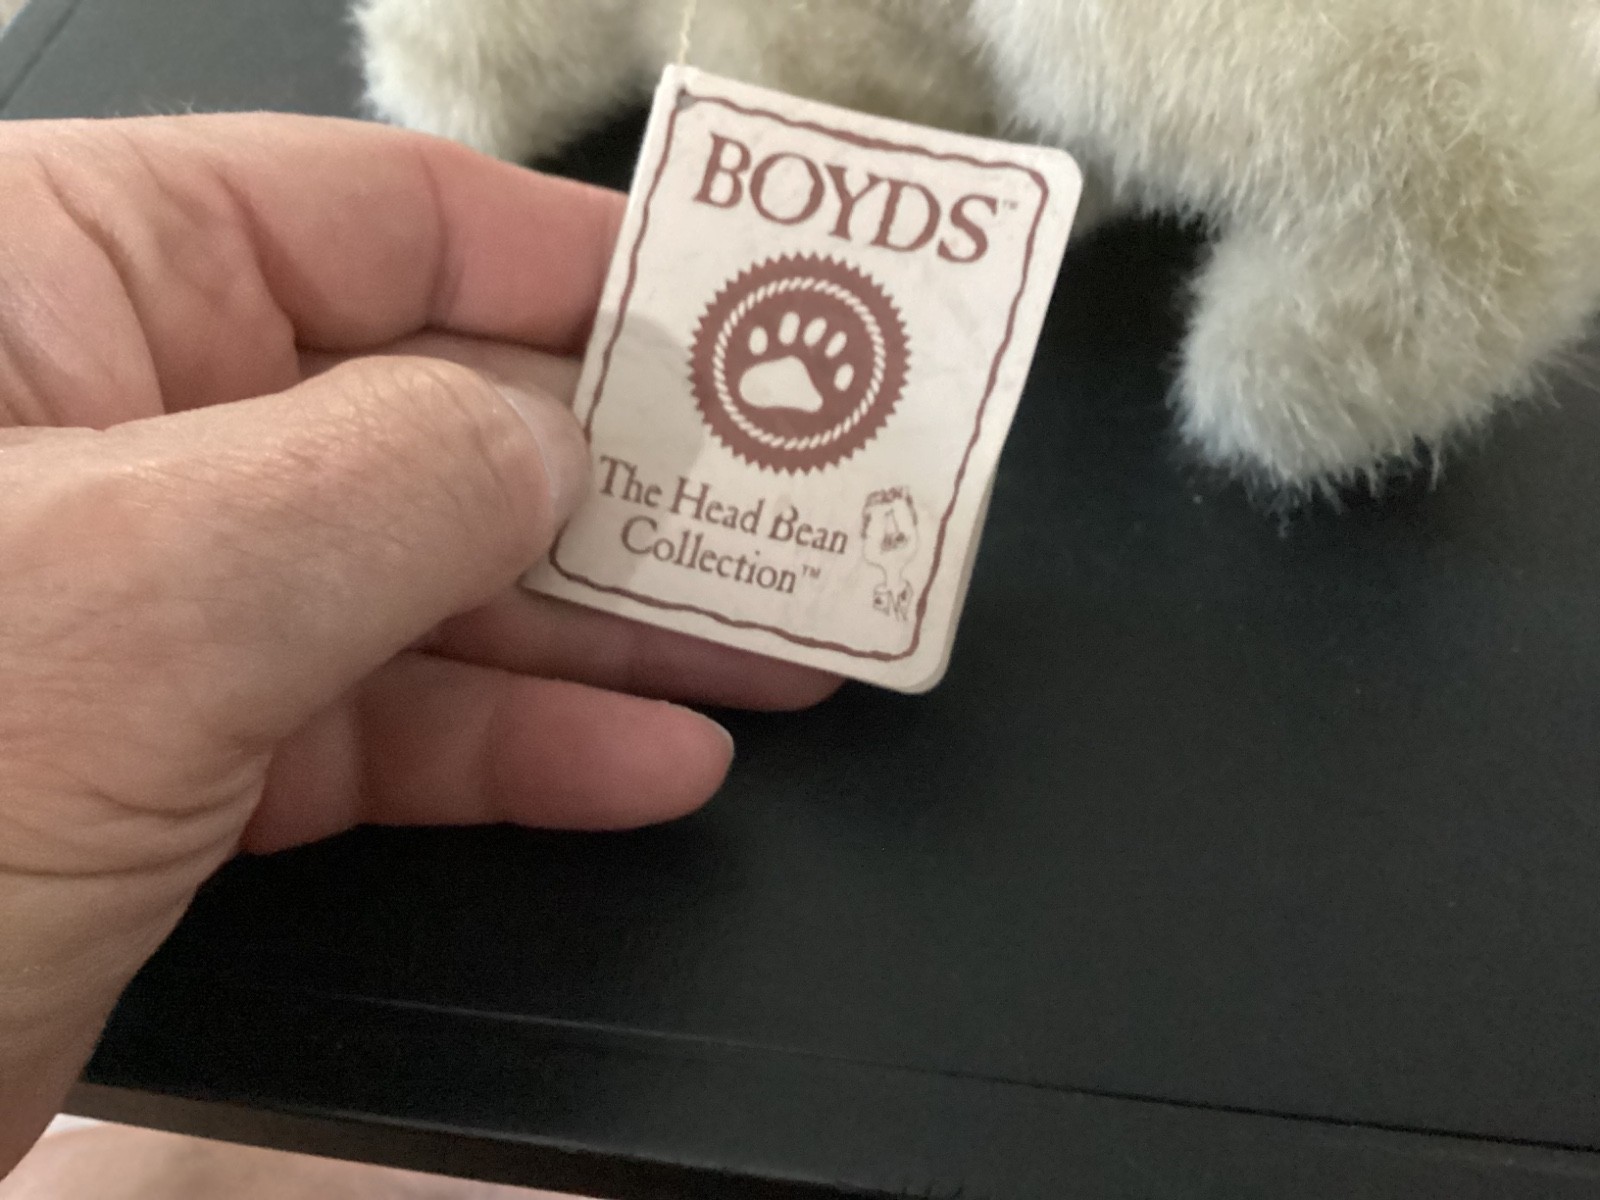 BOYDS™
The Head Bean
Collection™